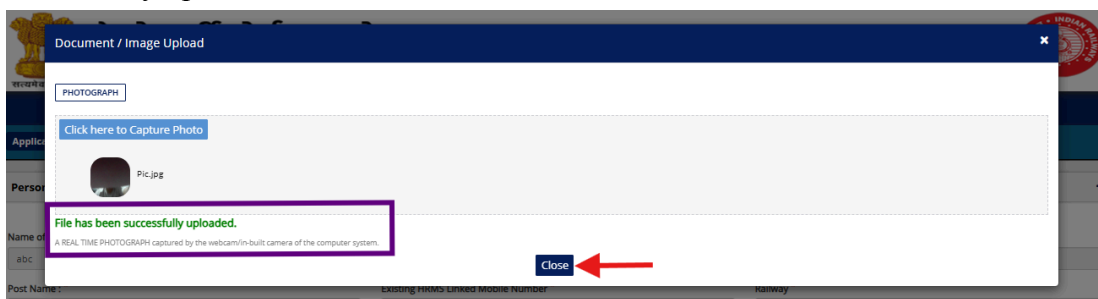 Document / Image Upload
×
PHOTOGRAPH
Click here to Capture Photo
Pic.jpg
File has been successfully uploaded.
A REAL TIME PHOTOGRAPH captured by the webcam/in-built camera of the computer system.
Close
Applica
Person
Name of
abc
Post Name :
Existing HRMS Linked Mobile Number
Railway